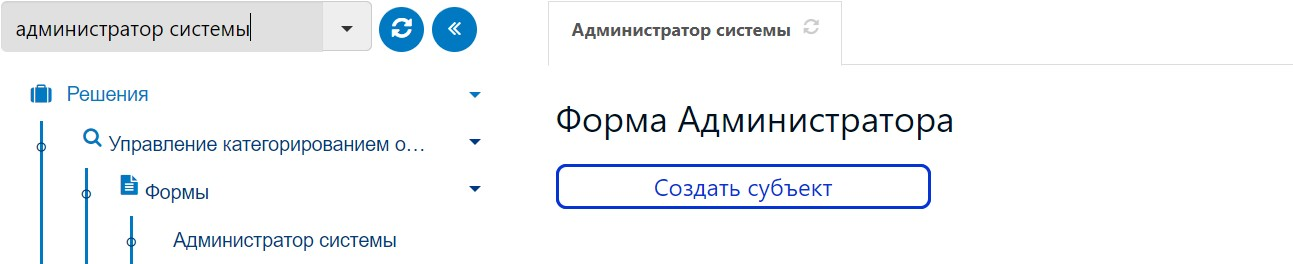 администратор системы
Решения
Управление категорированием о...
Формы
Администратор системы
Администратор системы
Форма Администратора
Создать субъект